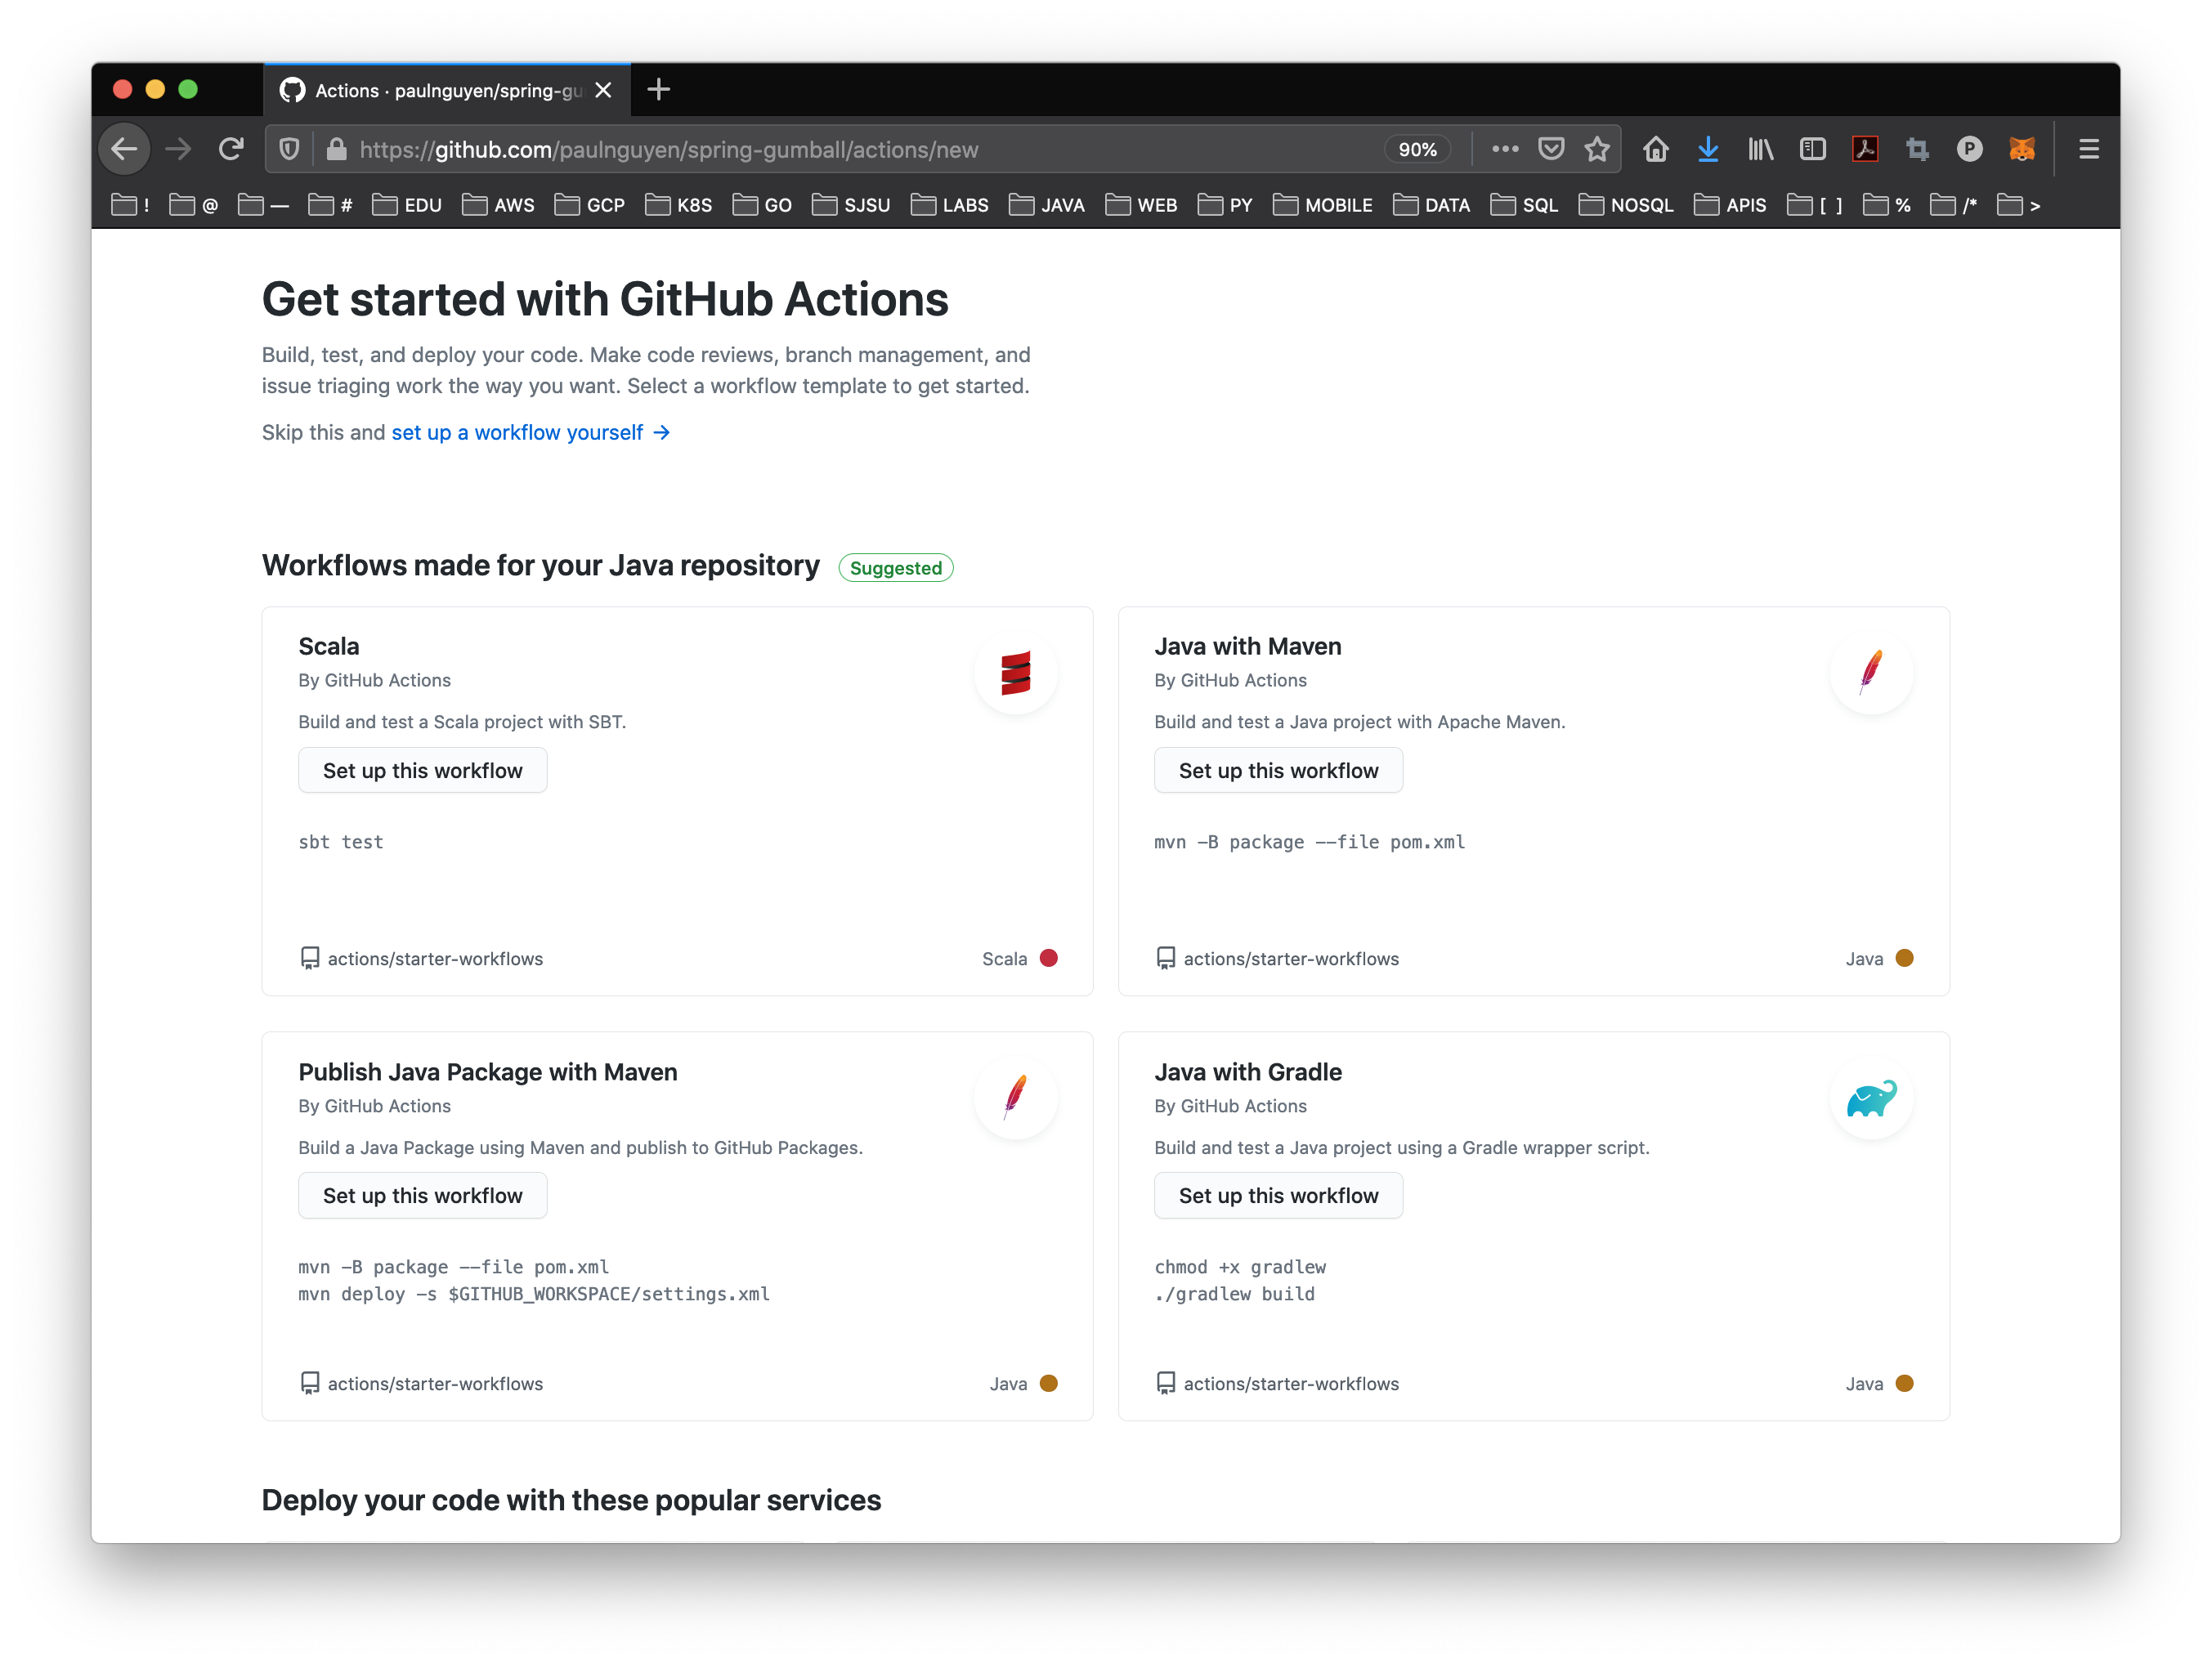 Actions · paulnguyen/spring-gu
https://github.com/paulnguyen/spring-gumball/actions/new
90%
! @ — # EDU AWS GCP K8S GO SJSU LABS JAVA WEB PY MOBILE DATA SQL NOSQL APIS [ ] % /* >
Get started with GitHub Actions
Build, test, and deploy your code. Make code reviews, branch management, and
issue triaging work the way you want. Select a workflow template to get started.
Skip this and set up a workflow yourself →
Workflows made for your Java repository Suggested
Scala
By GitHub Actions
Build and test a Scala project with SBT.
Set up this workflow
sbt test
actions/starter-workflows
Scala
Java with Maven
By GitHub Actions
Build and test a Java project with Apache Maven.
Set up this workflow
mvn -B package --file pom.xml
actions/starter-workflows
Java
Publish Java Package with Maven
By GitHub Actions
Build a Java Package using Maven and publish to GitHub Packages.
Set up this workflow
mvn -B package --file pom.xml
mvn deploy -s $GITHUB_WORKSPACE/settings.xml
actions/starter-workflows
Java
Java with Gradle
By GitHub Actions
Build and test a Java project using a Gradle wrapper script.
Set up this workflow
chmod +x gradlew
./gradlew build
actions/starter-workflows
Java
Deploy your code with these popular services